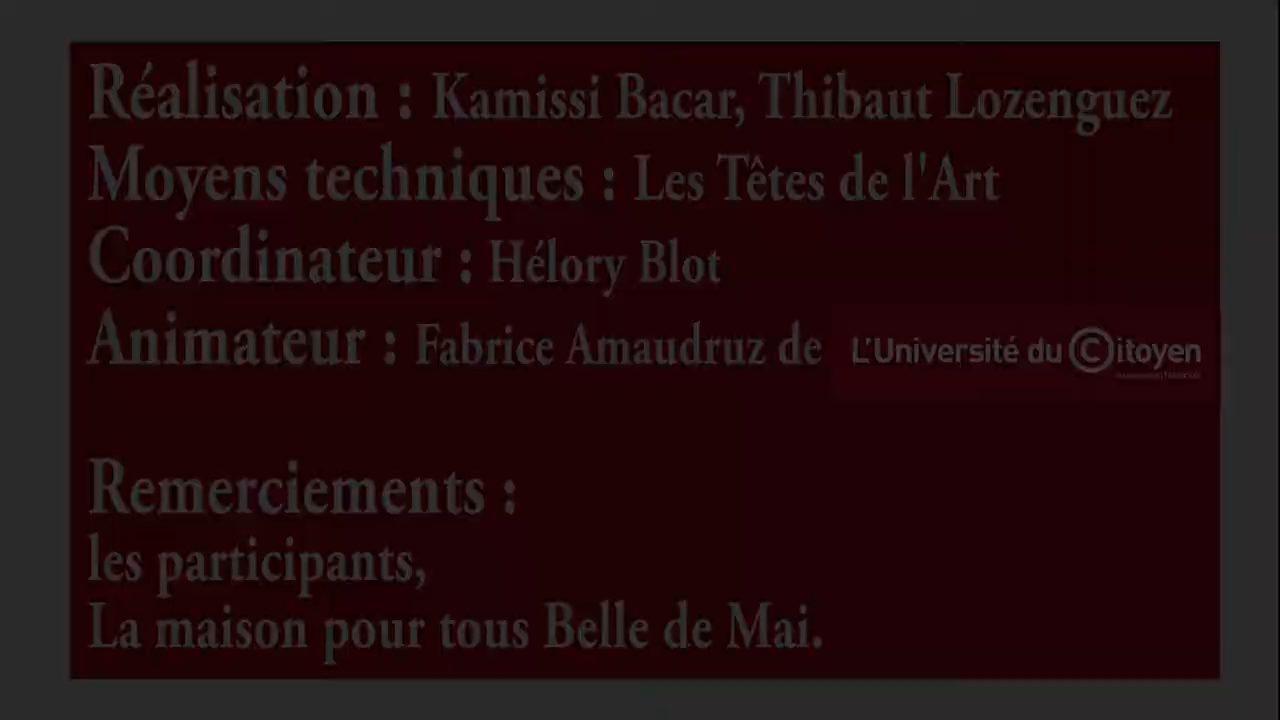 Réalisation : Kamissi Bacar, Thibaut Lozenguez
Moyens techniques : Les Têtes de l'Art
Coordinateur : Hélory Blot
Animateur : Fabrice Amaudruz de L'Université du Citoyen
Remerciements :
les participants,
La maison pour tous Belle de Mai.